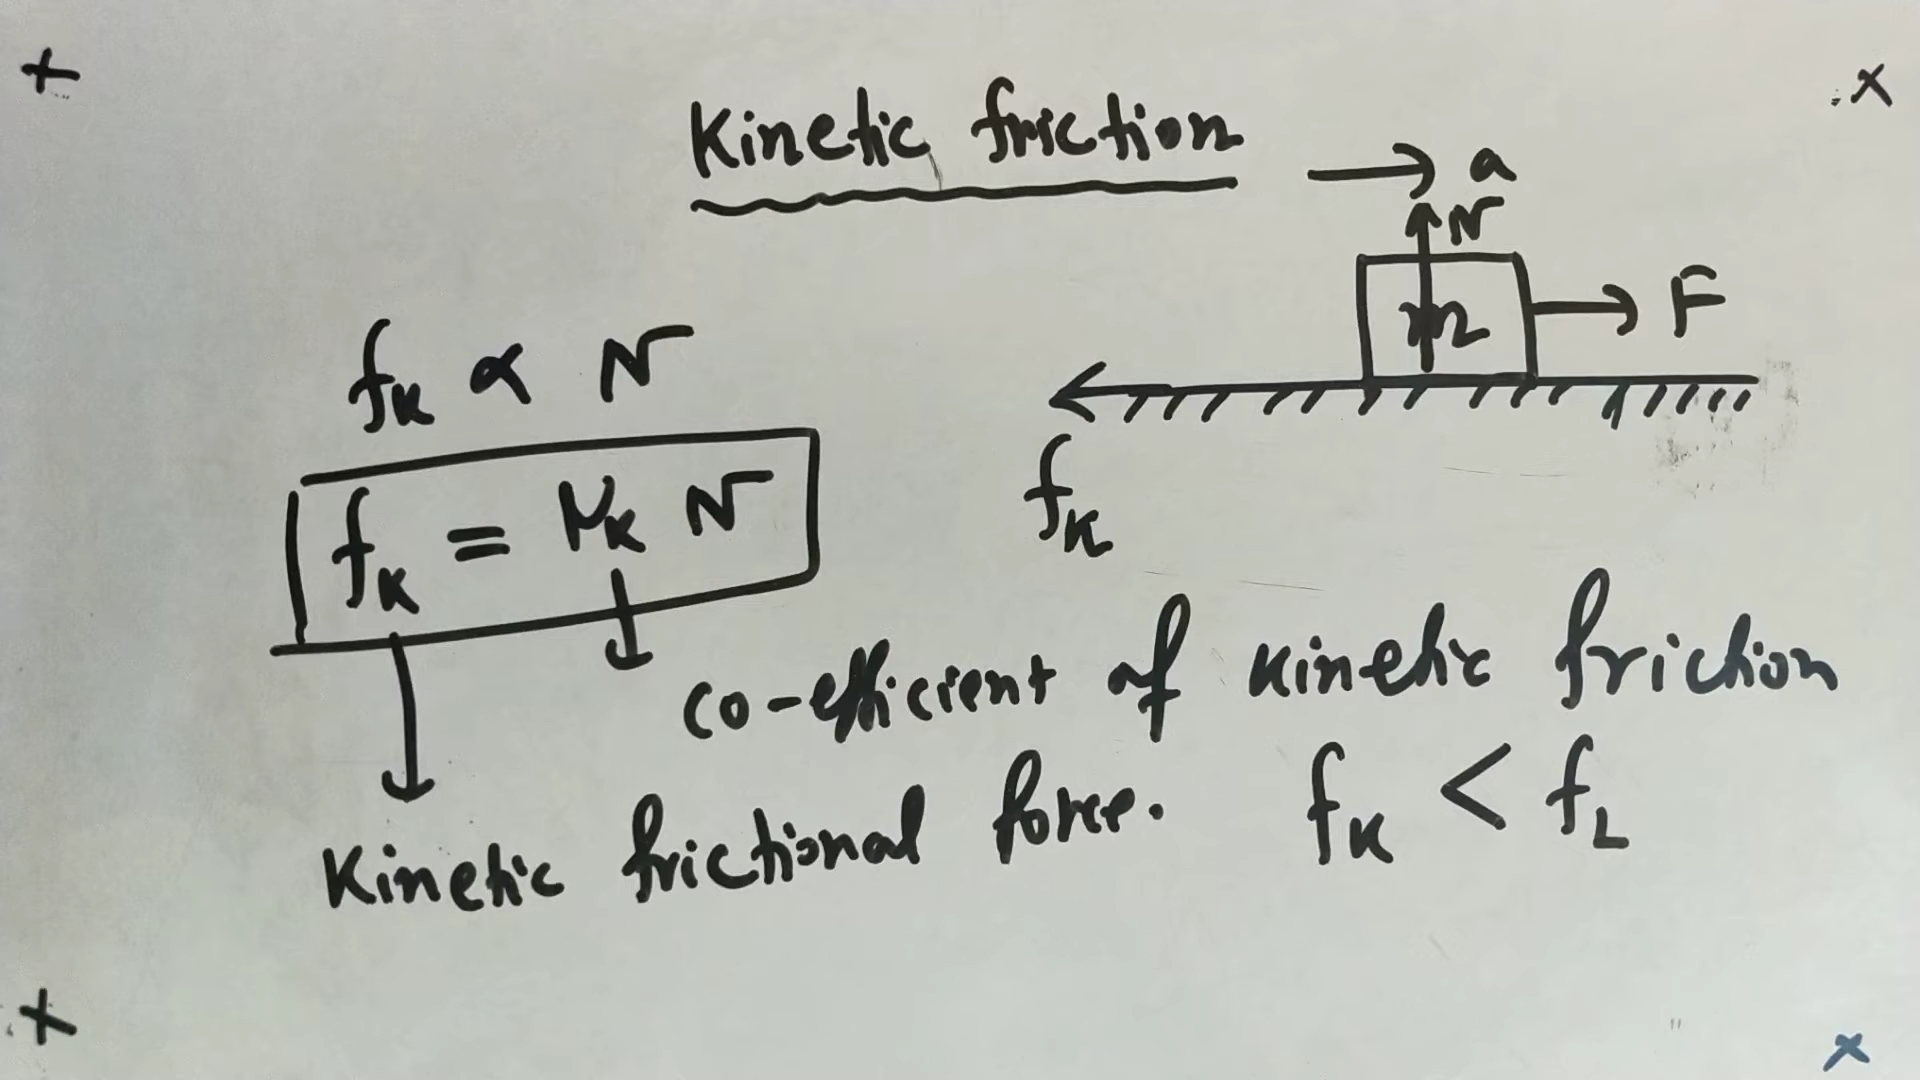 Kinetic friction
a
N
m
F
fK ∝ N
fK = μK N
fK
co-efficient of kinetic friction
Kinetic frictional force.
fK < fL